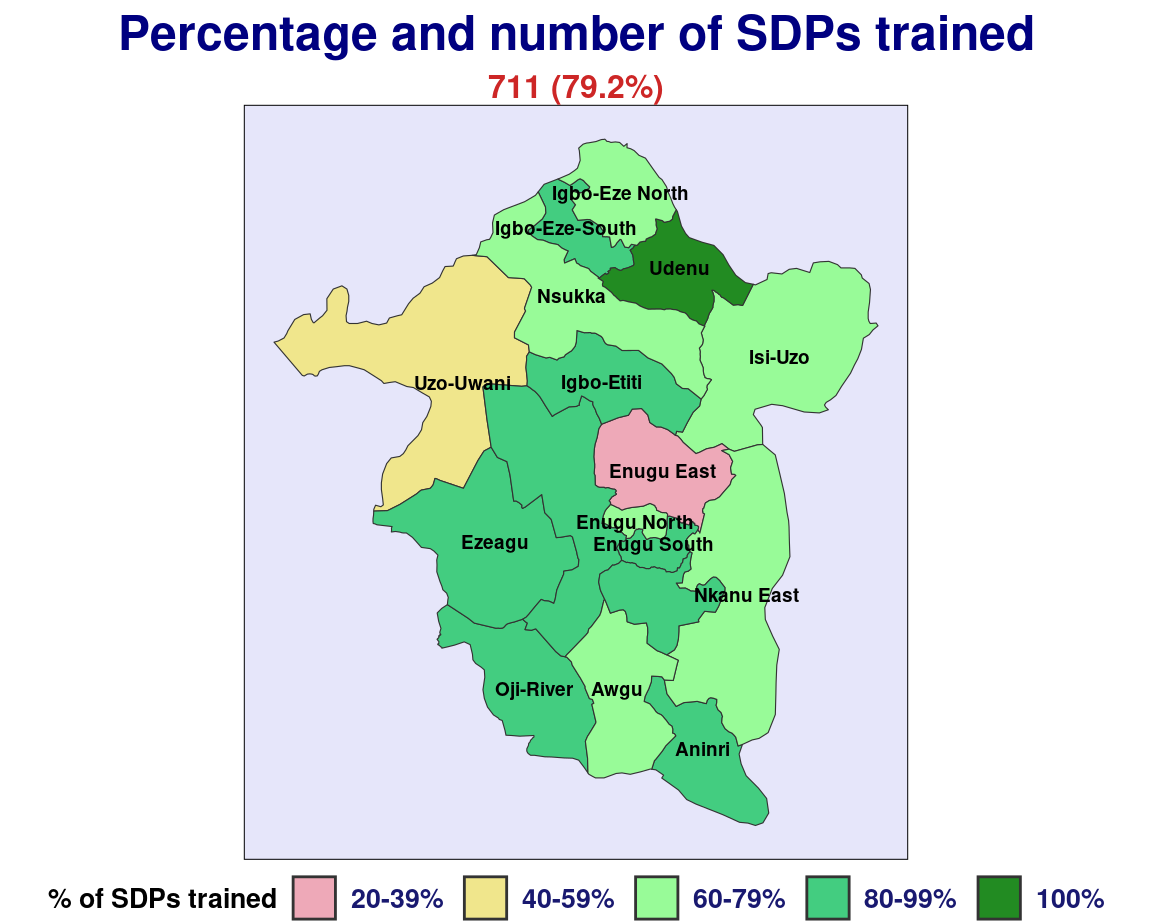 Percentage and number of SDPs trained
711 (79.2%)
Igbo-Eze North
Igbo-Eze-South
Udenu
Nsukka
Isi-Uzo
Uzo-Uwani
Igbo-Etiti
Enugu East
Enugu North
Ezeagu
Enugu South
Nkanu East
Oji-River
Awgu
Aninri
% of SDPs trained 20-39% 40-59% 60-79% 80-99% 100%